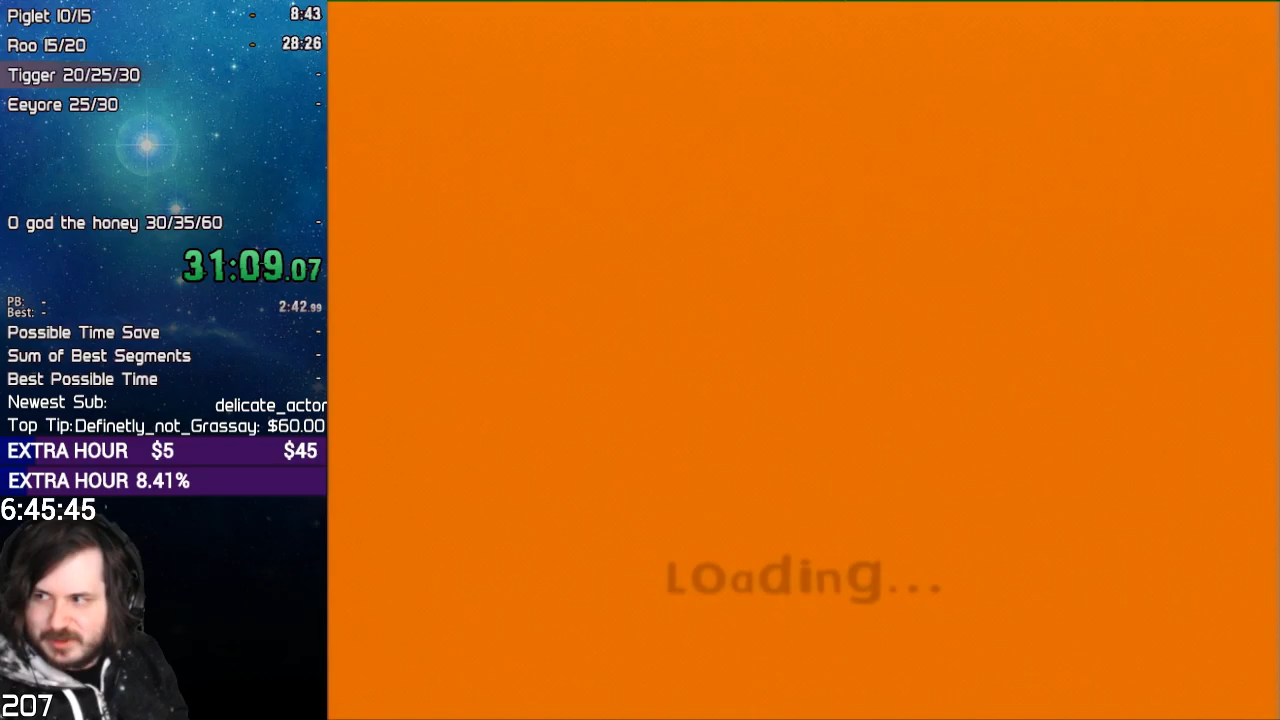 Piglet 10/15 - 8:43
Roo 15/20 - 28:26
Tigger 20/25/30 -
Eeyore 25/30 -
O god the honey 30/35/60 -
31:09.07
PB: - 2:42.99
Best: -
Possible Time Save -
Sum of Best Segments -
Best Possible Time -
Newest Sub: delicate_actor
Top Tip:Definetly_not_Grassay: $60.00
EXTRA HOUR $5 $45
EXTRA HOUR 8.41%
6:45:45
207
Loading...